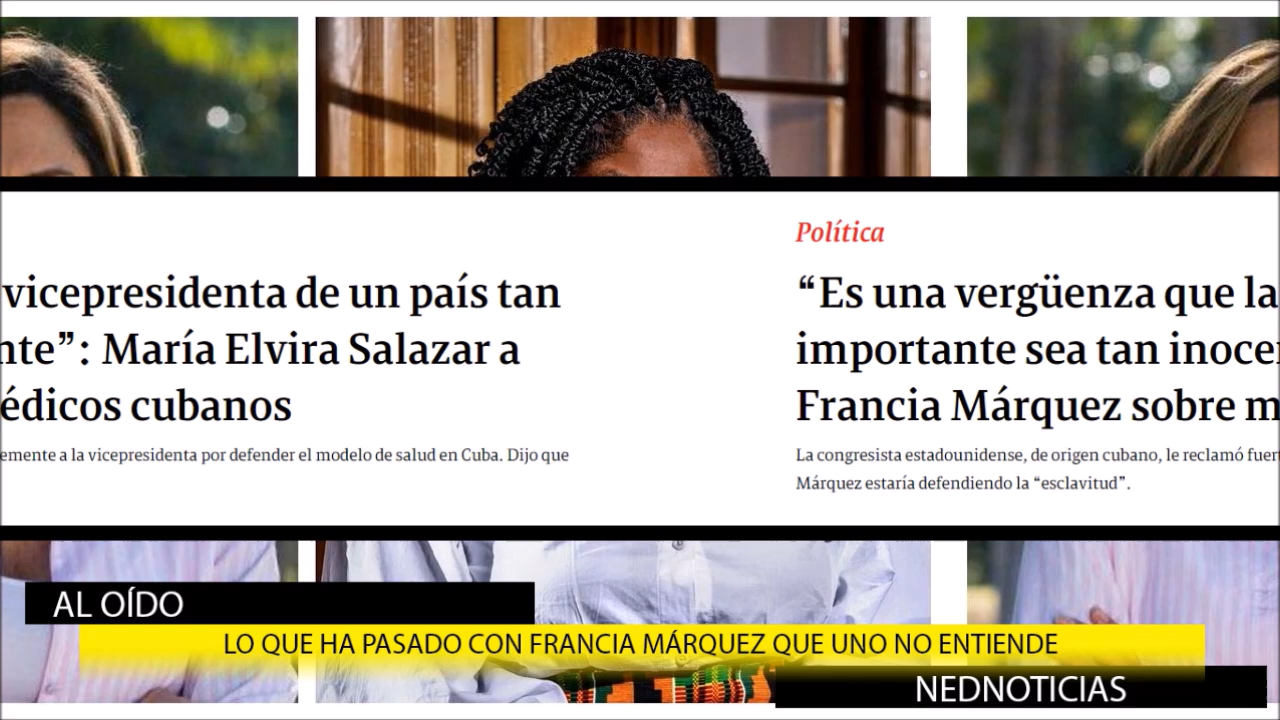 vicepresidenta de un país tan
nte”: María Elvira Salazar a
édicos cubanos
emente a la vicepresidenta por defender el modelo de salud en Cuba. Dijo que
Política
“Es una vergüenza que la
importante sea tan inoce
Francia Márquez sobre m
La congresista estadounidense, de origen cubano, le reclamó fuer
Márquez estaría defendiendo la “esclavitud”.
AL OÍDO
LO QUE HA PASADO CON FRANCIA MÁRQUEZ QUE UNO NO ENTIENDE
NEDNOTICIAS